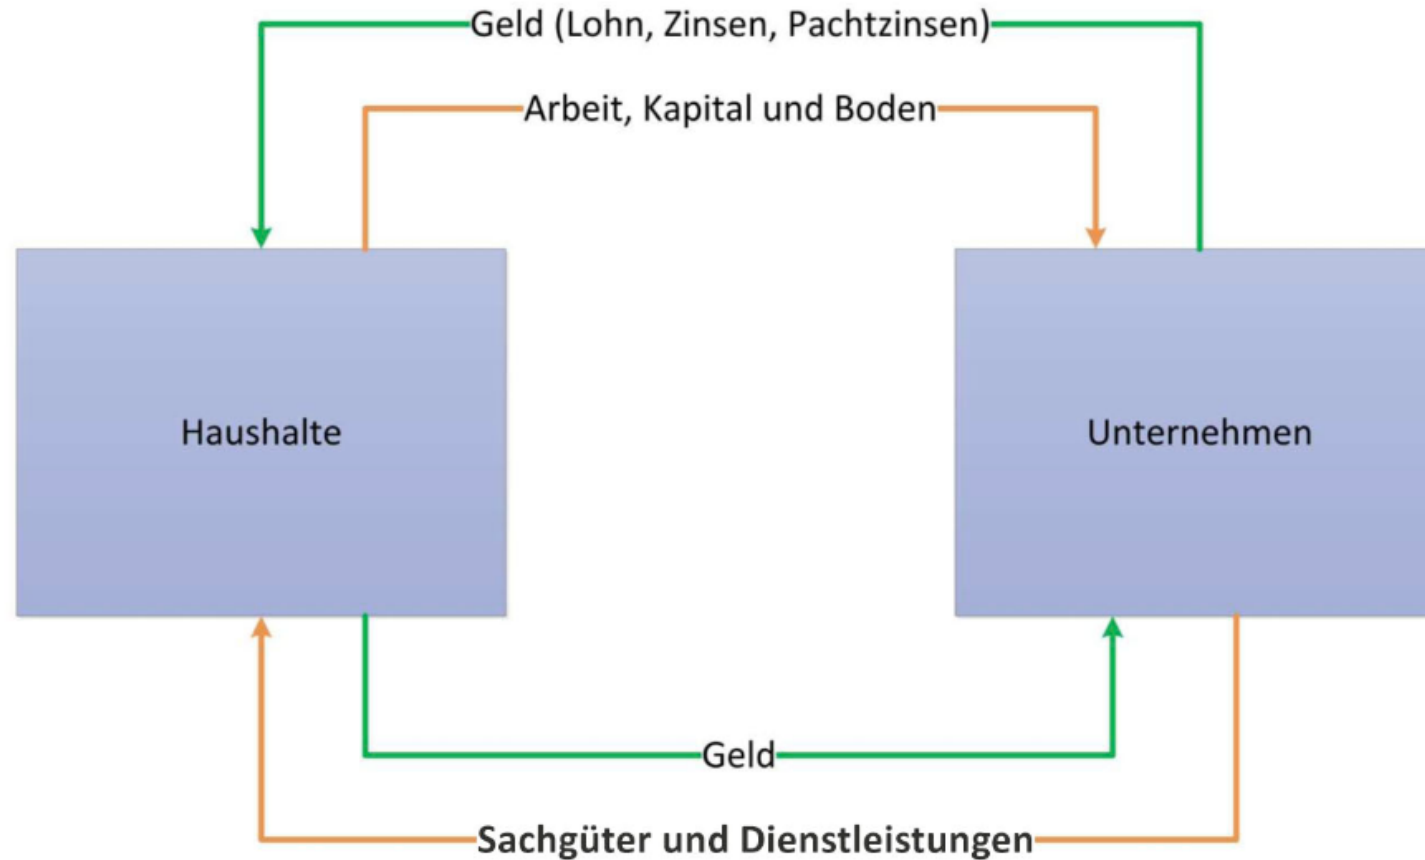 Geld (Lohn, Zinsen, Pachtzinsen)
Arbeit, Kapital und Boden
Haushalte
Unternehmen
Geld
Sachgüter und Dienstleistungen